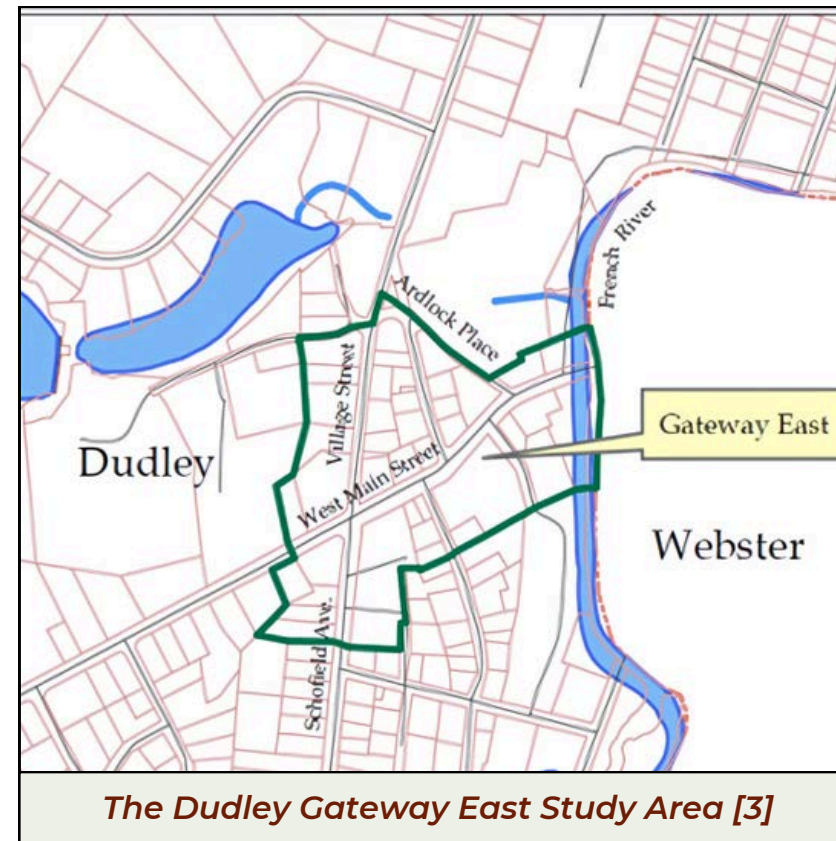 French River
Ardlock Place
Village Street
Gateway East
Dudley
West Main Street
Webster
Schofield Ave.
The Dudley Gateway East Study Area [3]